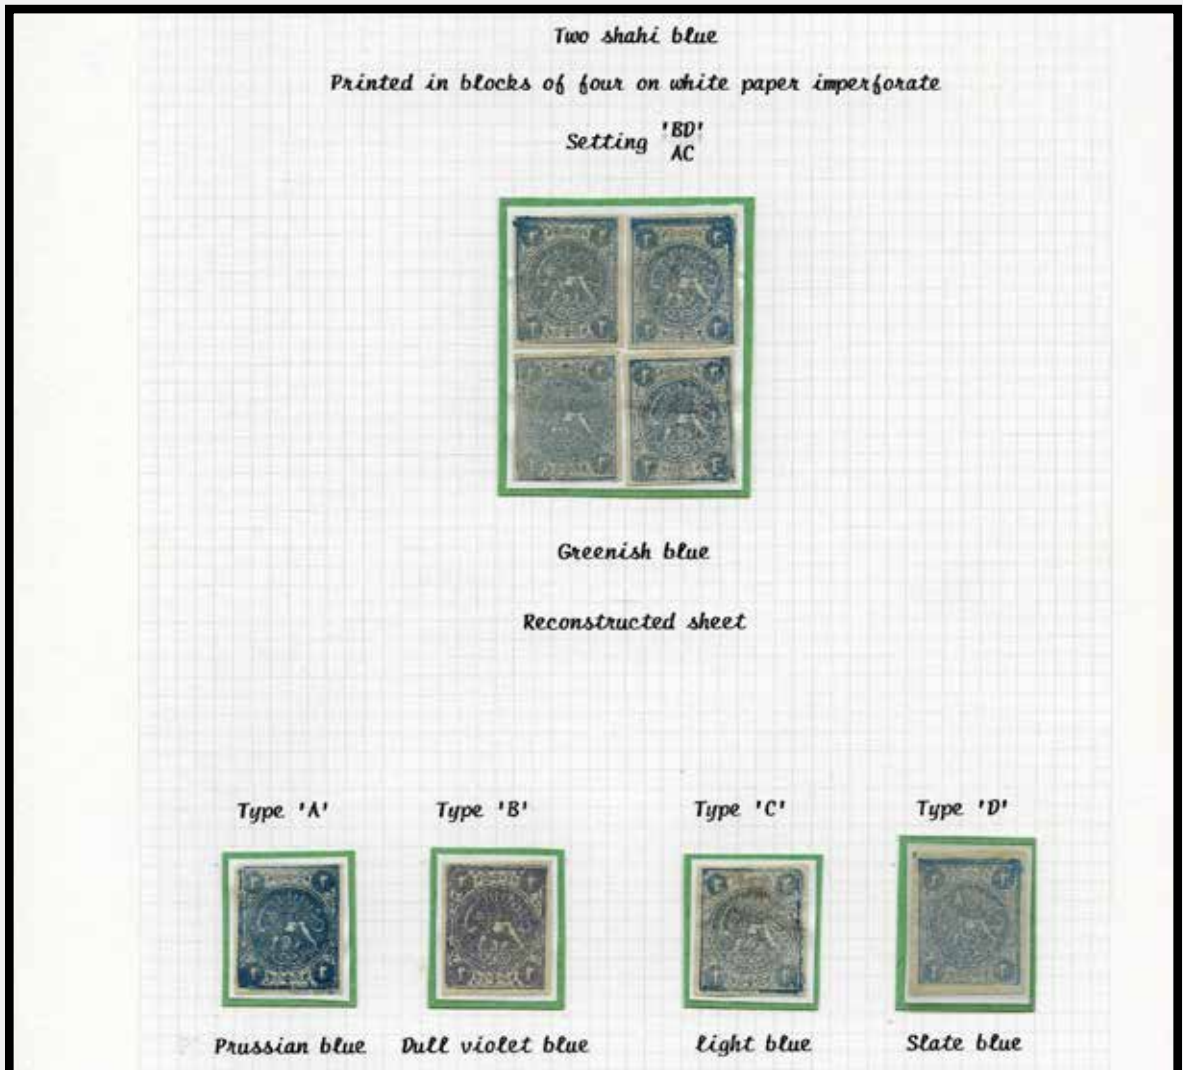 Two shahi blue
Printed in blocks of four on white paper imperforate
Setting 'BD'
AC
Greenish blue
Reconstructed sheet
Type 'A' Type 'B' Type 'C' Type 'D'
Prussian blue Dull violet blue light blue Slate blue